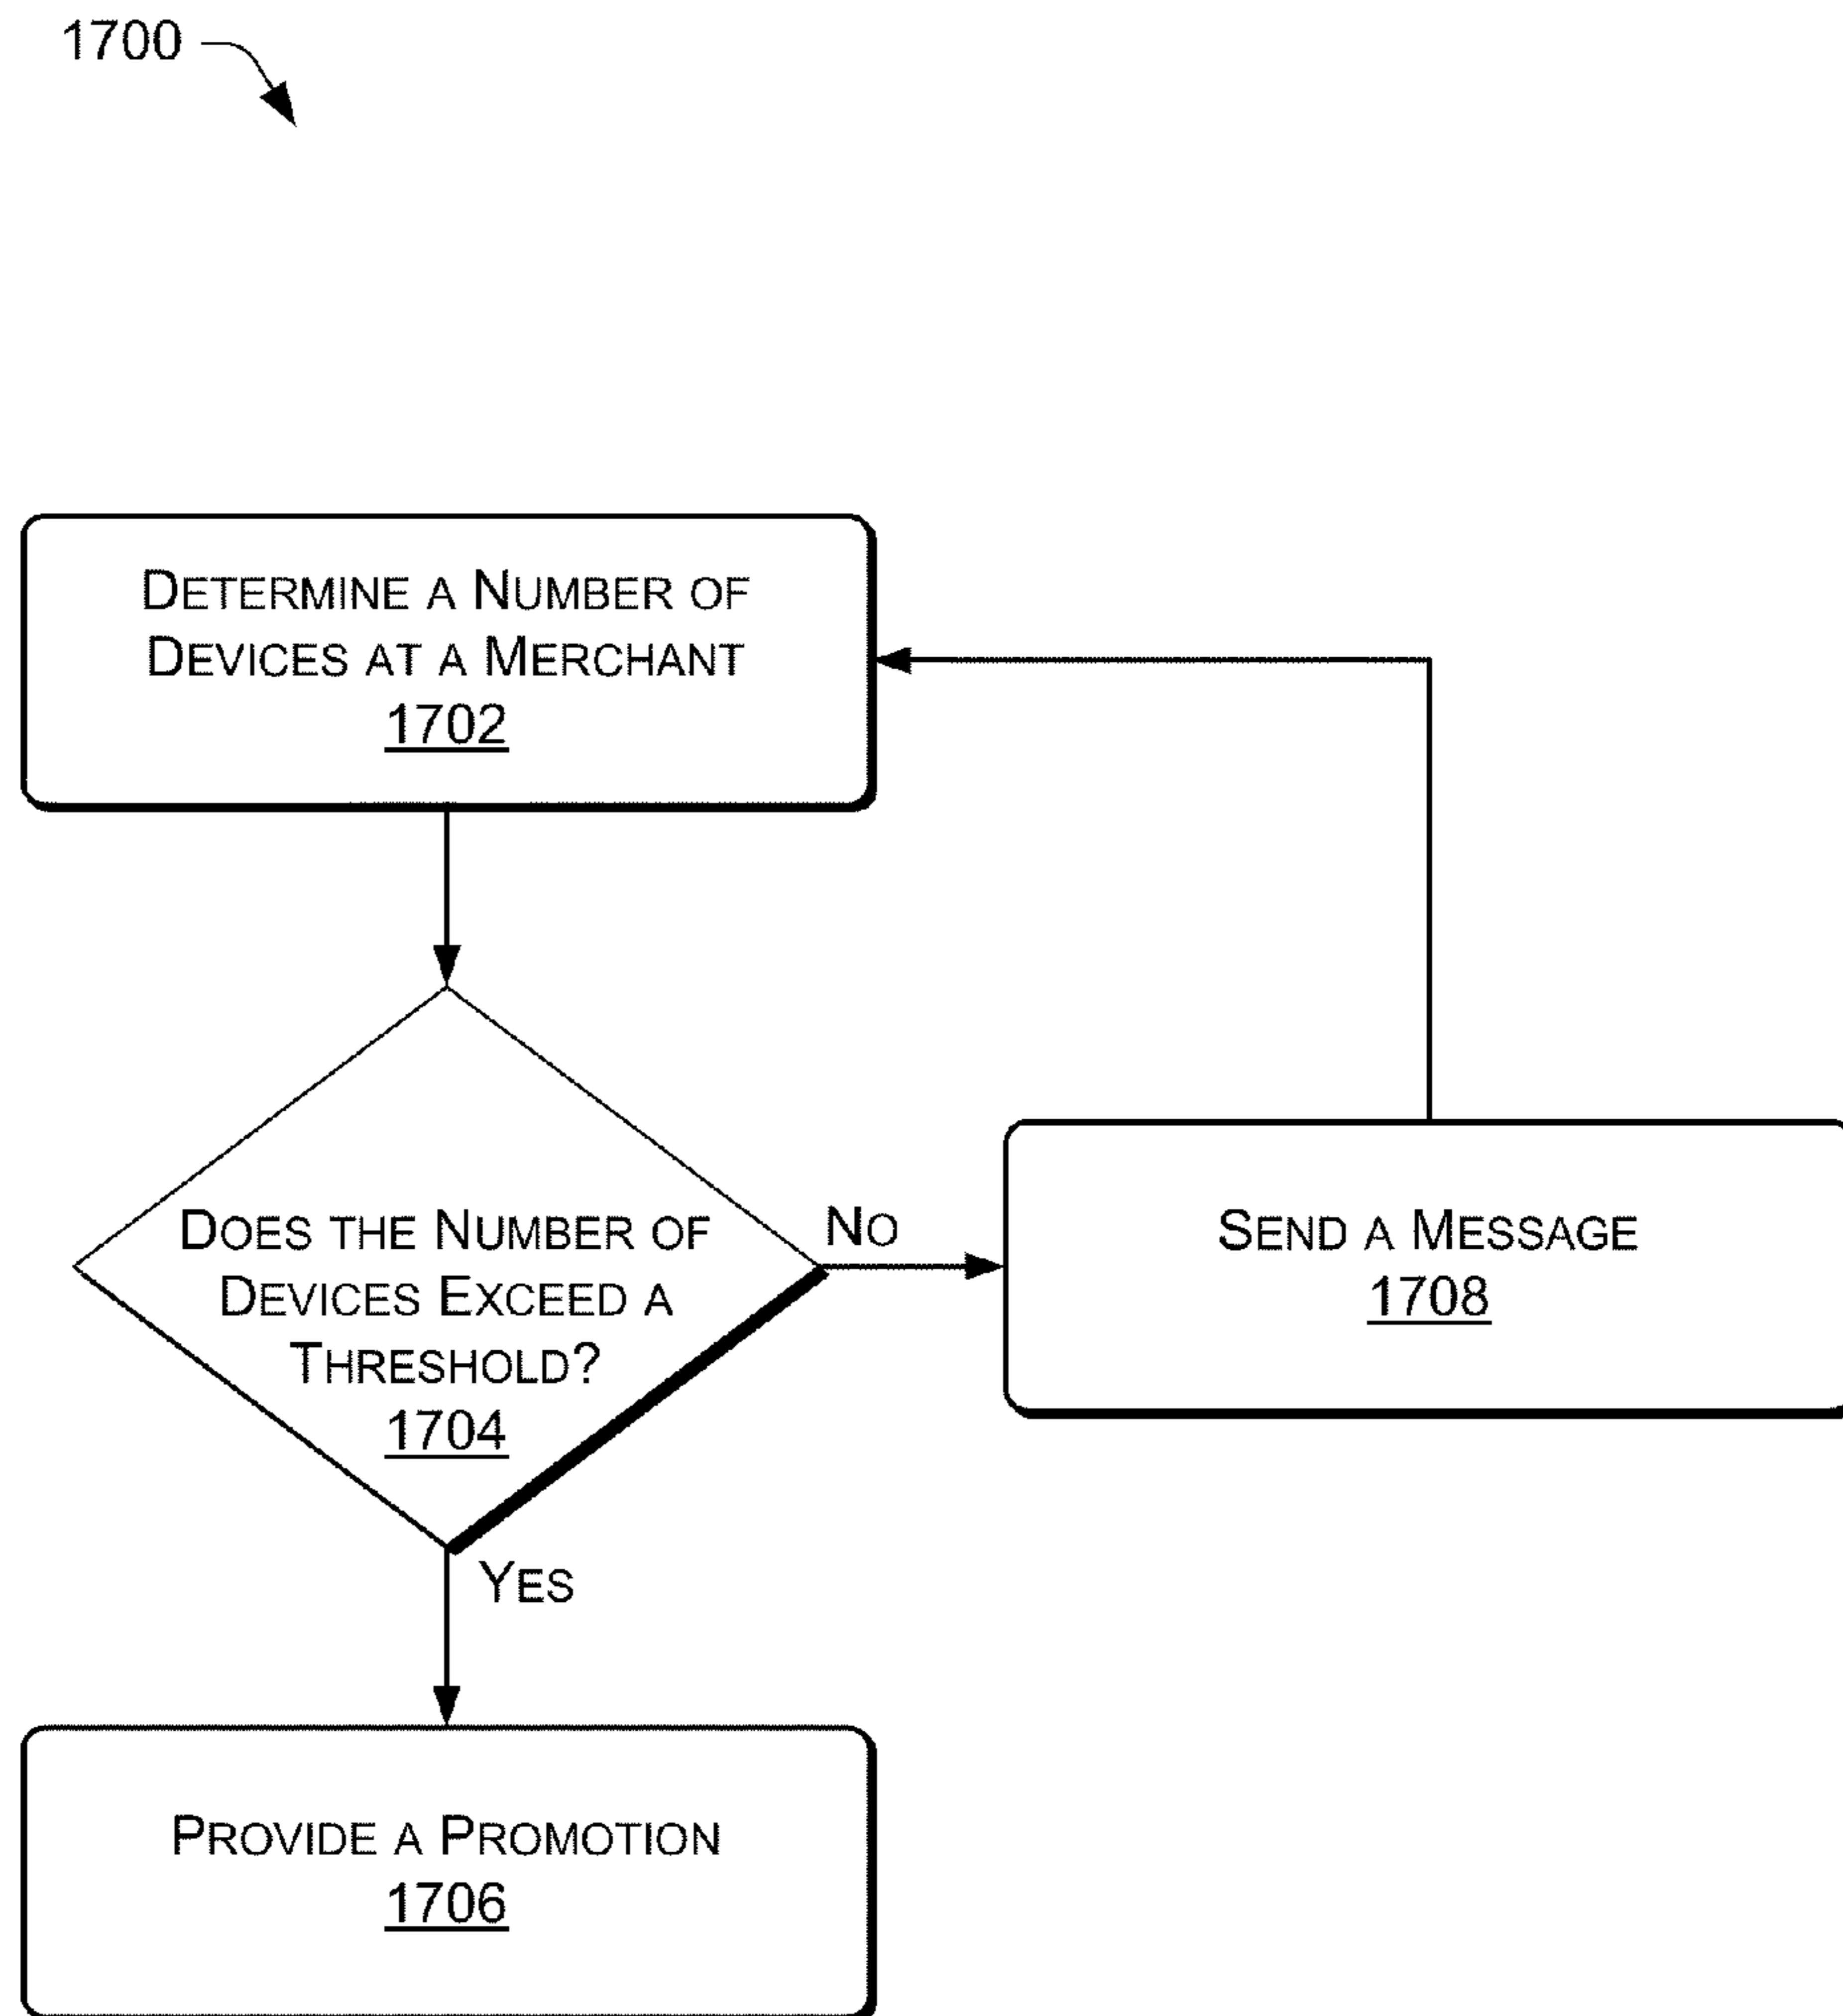 1700
DETERMINE A NUMBER OF
DEVICES AT A MERCHANT
1702
DOES THE NUMBER OF
DEVICES EXCEED A
THRESHOLD?
1704
NO
SEND A MESSAGE
1708
YES
PROVIDE A PROMOTION
1706